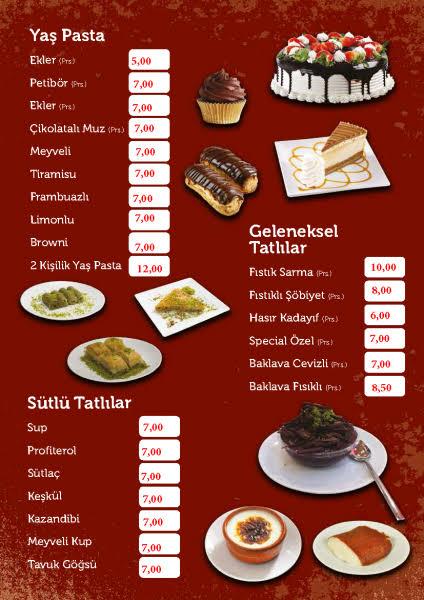 Yaş Pasta
Ekler (Prs.) 5,00
Petibör (Prs.) 7,00
Ekler (Prs.) 7,00
Çikolatalı Muz (Prs.) 7,00
Meyveli 7,00
Tiramisu 7,00
Frambuazlı 7,00
Limonlu 7,00
Browni 7,00
2 Kişilik Yaş Pasta 12,00
Geleneksel
Tatlılar
Fıstık Sarma (Prs.) 10,00
Fıstıklı Şöbiyet (Prs.) 8,00
Hasır Kadayıf (Prs.) 6,00
Special Özel (Prs.) 7,00
Baklava Cevizli (Prs.) 7,00
Baklava Fısıklı (Prs.) 8,50
Sütlü Tatlılar
Sup 7,00
Profiterol 7,00
Sütlaç 7,00
Keşkül 7,00
Kazandibi 7,00
Meyveli Kup 7,00
Tavuk Göğsü 7,00